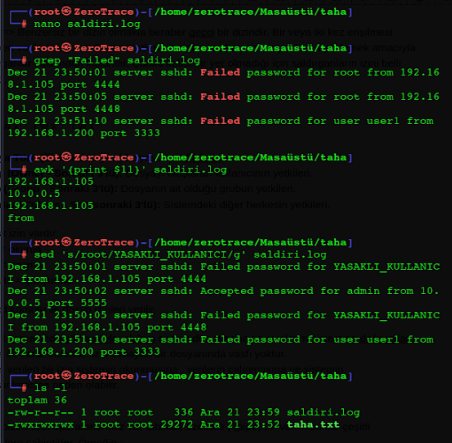 ┌──(root㉿ZeroTrace)-[/home/zerotrace/Masaüstü/taha]
└─# nano saldiri.log
┌──(root㉿ZeroTrace)-[/home/zerotrace/Masaüstü/taha]
└─# grep "Failed" saldiri.log
Dec 21 23:50:01 server sshd: Failed password for root from 192.16
8.1.105 port 4444
Dec 21 23:50:05 server sshd: Failed password for root from 192.16
8.1.105 port 4448
Dec 21 23:51:10 server sshd: Failed password for user user1 from
192.168.1.200 port 3333
┌──(root㉿ZeroTrace)-[/home/zerotrace/Masaüstü/taha]
└─# awk '{print $11}' saldiri.log
192.168.1.105
10.0.0.5
192.168.1.105
from
┌──(root㉿ZeroTrace)-[/home/zerotrace/Masaüstü/taha]
└─# sed 's/root/YASAKLI_KULLANICI/g' saldiri.log
Dec 21 23:50:01 server sshd: Failed password for YASAKLI_KULLANIC
I from 192.168.1.105 port 4444
Dec 21 23:50:02 server sshd: Accepted password for admin from 10.
0.0.5 port 5555
Dec 21 23:50:05 server sshd: Failed password for YASAKLI_KULLANIC
I from 192.168.1.105 port 4448
Dec 21 23:51:10 server sshd: Failed password for user user1 from
192.168.1.200 port 3333
┌──(root㉿ZeroTrace)-[/home/zerotrace/Masaüstü/taha]
└─# ls -l
toplam 36
-rw-r--r-- 1 root root   336 Ara 21 23:59 saldiri.log
-rwxrwxrwx 1 root root 29272 Ara 21 23:52 taha.txt